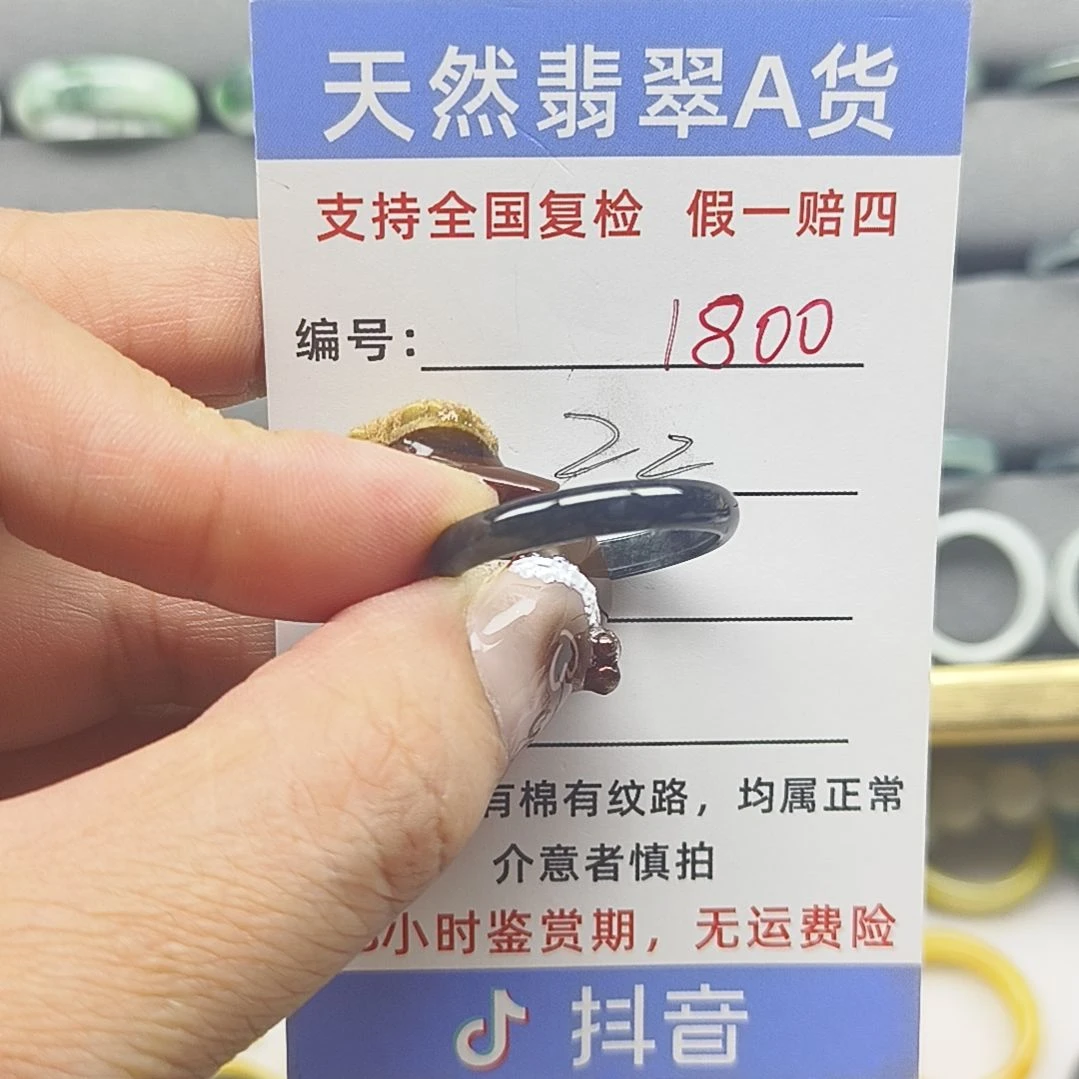 天然翡翠A货
支持全国复检 假一赔四
编号： 1800
22
有棉有纹路，均属正常
介意者慎拍
小时鉴赏期，无运费险
抖音